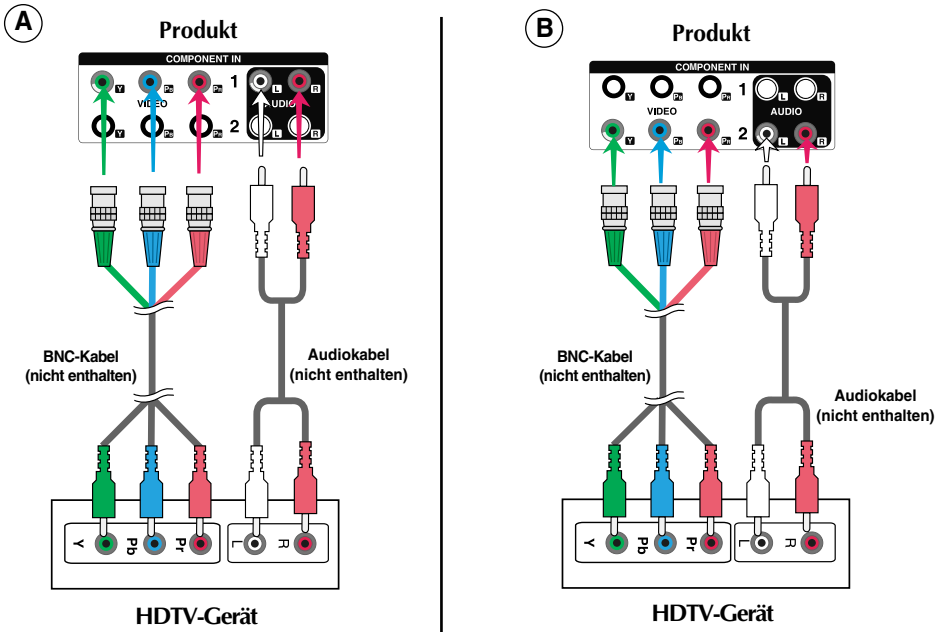 A
Produkt
COMPONENT IN
Y PB PR 1 L R
VIDEO AUDIO
Y PB PR 2 L R
BNC-Kabel
(nicht enthalten)
Audiokabel
(nicht enthalten)
Y Pb Pr L R
HDTV-Gerät
B
Produkt
COMPONENT IN
Y PB PR 1 L R
VIDEO AUDIO
Y PB PR 2 L R
BNC-Kabel
(nicht enthalten)
Audiokabel
(nicht enthalten)
Y Pb Pr L R
HDTV-Gerät